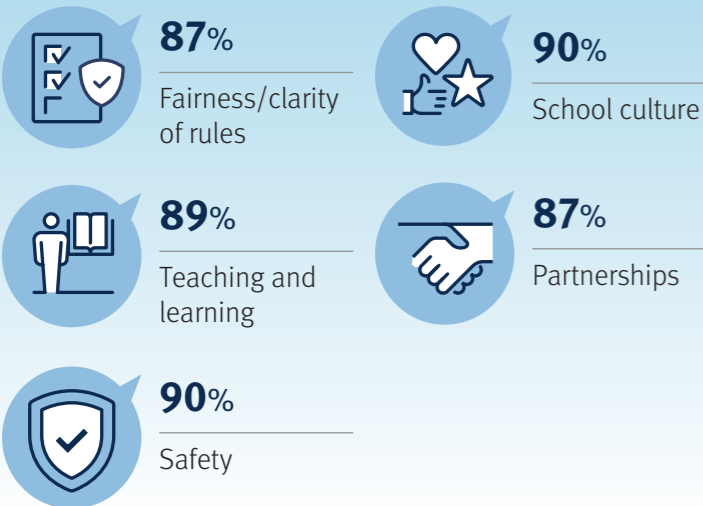 87%
Fairness/clarity
of rules
90%
School culture
89%
Teaching and
learning
87%
Partnerships
90%
Safety